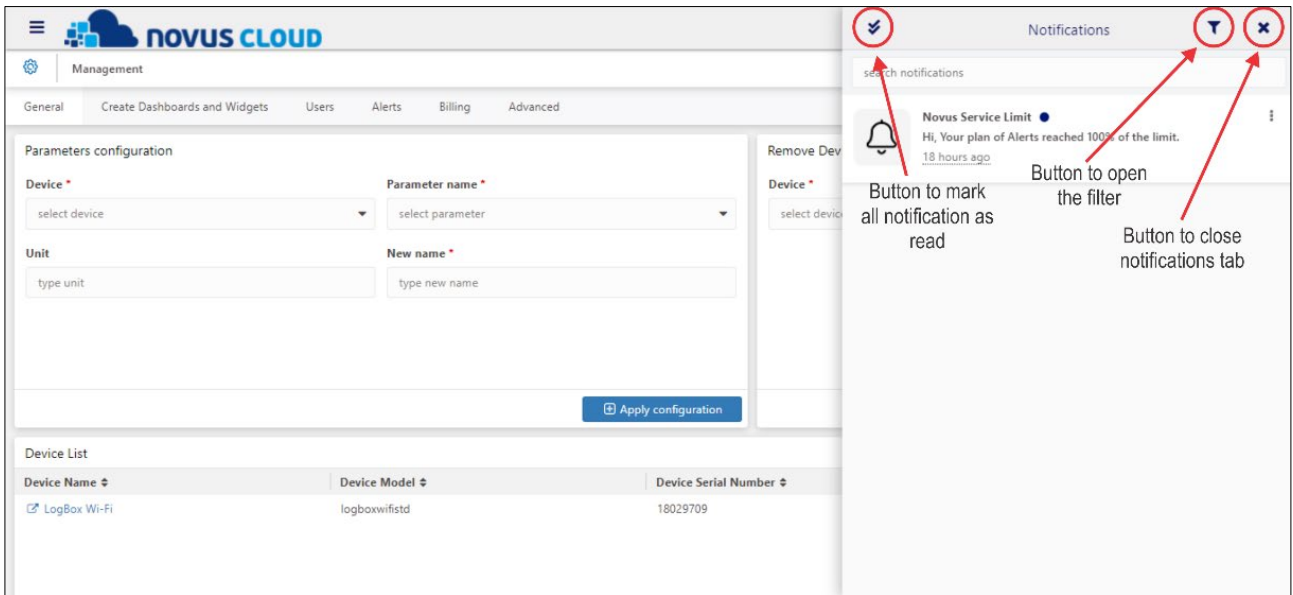 NOVUS CLOUD
Notifications
Management
search notifications
General Create Dashboards and Widgets Users Alerts Billing Advanced
Novus Service Limit
Hi, Your plan of Alerts reached 100% of the limit.
18 hours ago
Button to mark
all notification as
read
Button to open
the filter
Button to close
notifications tab
Parameters configuration
Device *
Parameter name *
select device
select parameter
Unit
New name *
type unit
type new name
Apply configuration
Remove Dev
Device *
select device
Device List
Device Name Device Model Device Serial Number
LogBox Wi-Fi logboxwifistd 18029709